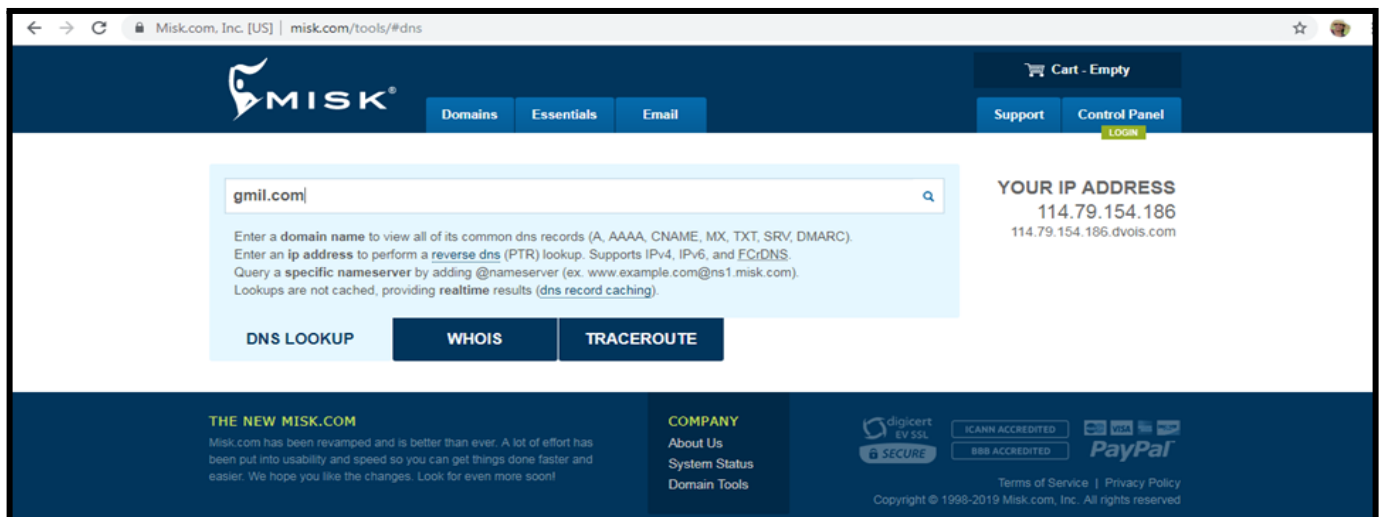 Misk.com, Inc. [US] | misk.com/tools/#dns
MISK®
Cart - Empty
Domains Essentials Email
Support Control Panel
LOGIN
gmil.com
Enter a domain name to view all of its common dns records (A, AAAA, CNAME, MX, TXT, SRV, DMARC).
Enter an ip address to perform a reverse dns (PTR) lookup. Supports IPv4, IPv6, and FCrDNS.
Query a specific nameserver by adding @nameserver (ex. www.example.com@ns1.misk.com).
Lookups are not cached, providing realtime results (dns record caching).
DNS LOOKUP WHOIS TRACEROUTE
YOUR IP ADDRESS
114.79.154.186
114.79.154.186.dvois.com
THE NEW MISK.COM
Misk.com has been revamped and is better than ever. A lot of effort has
been put into usability and speed so you can get things done faster and
easier. We hope you like the changes. Look for even more soon!
COMPANY
About Us
System Status
Domain Tools
digicert
EV SSL
SECURE
ICANN ACCREDITED
BBB ACCREDITED
VISA
PayPal
Terms of Service | Privacy Policy
Copyright © 1998-2019 Misk.com, Inc. All rights reserved